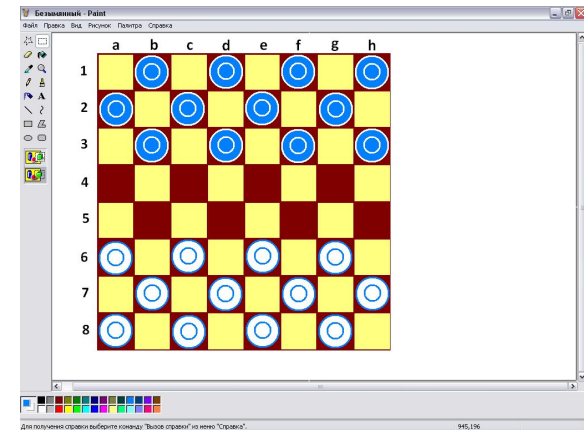 Безымянный - Paint
Файл Правка Вид Рисунок Палитра Справка
a b c d e f g h
1
2
3
4
5
6
7
8
Для получения справки выберите команду "Вызов справки" из меню "Справка".
945,196